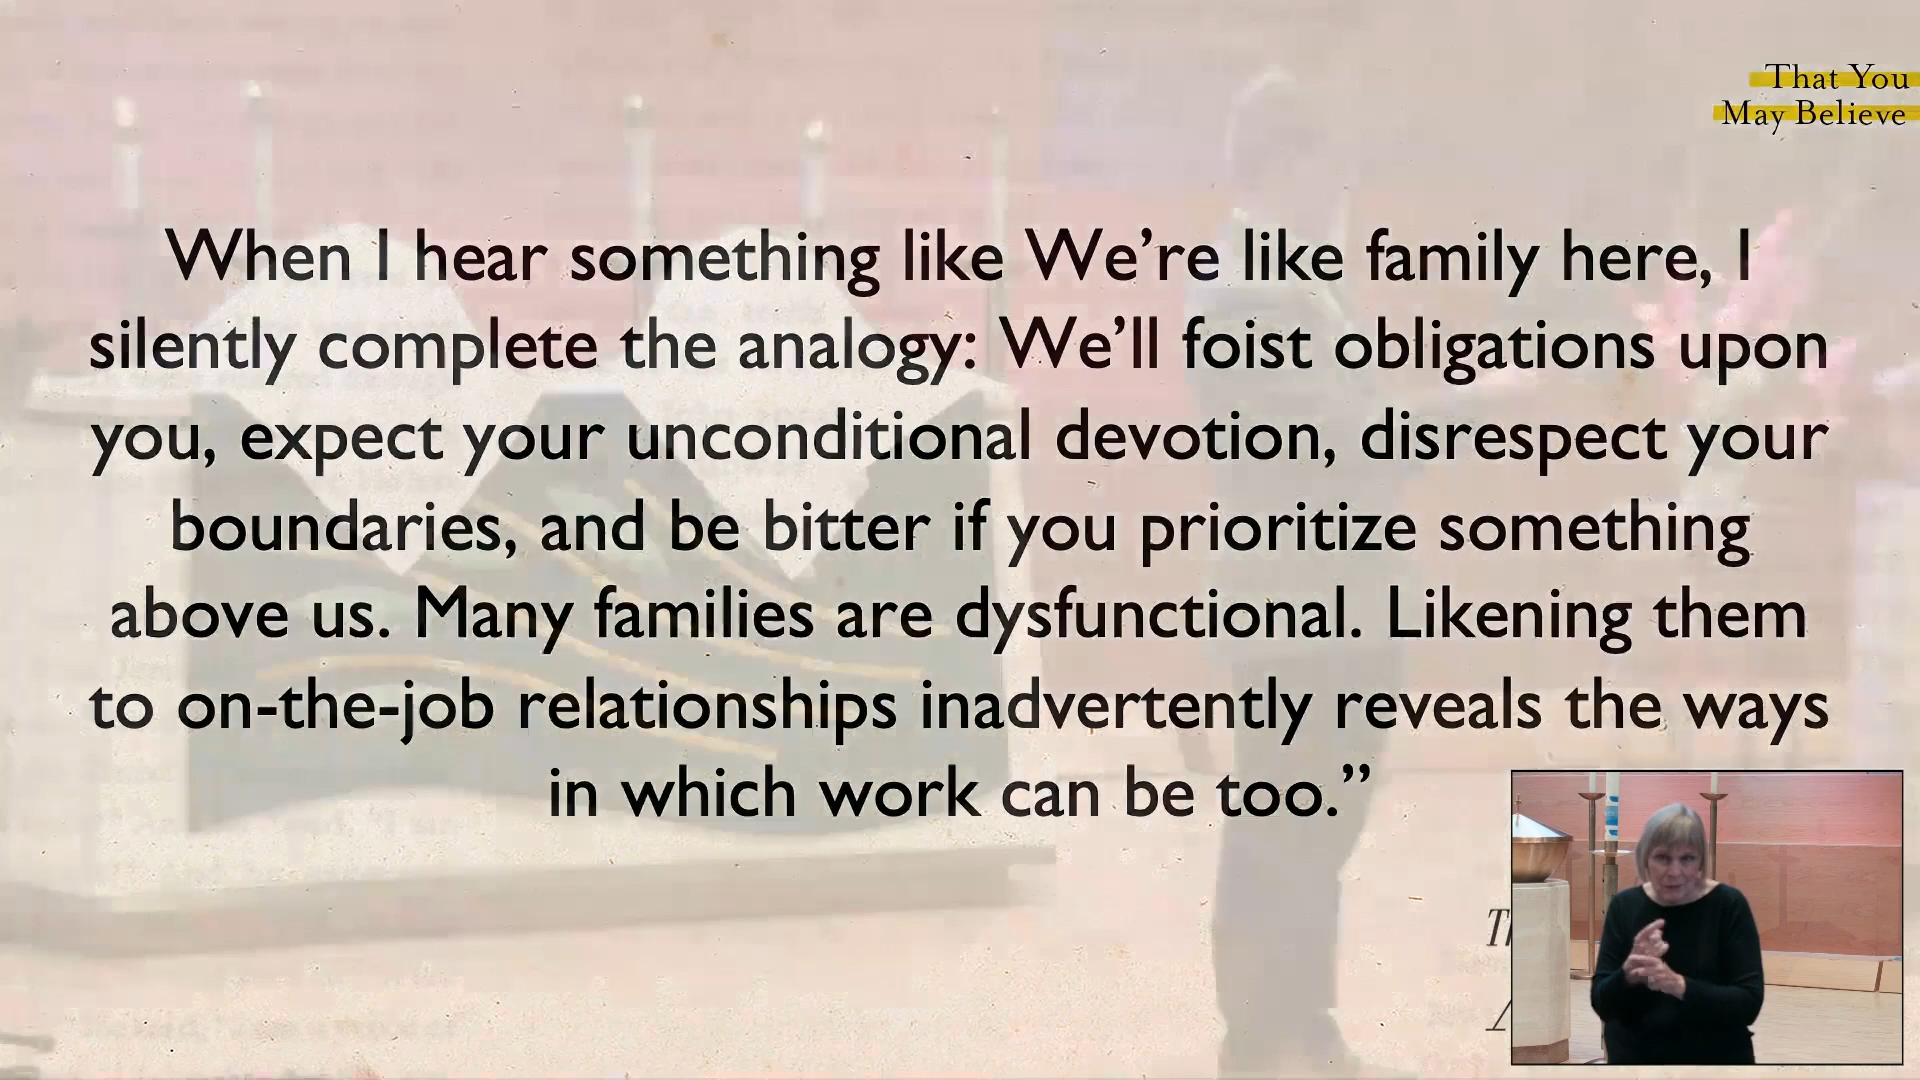 That You
May Believe
When I hear something like We’re like family here, I
silently complete the analogy: We’ll foist obligations upon
you, expect your unconditional devotion, disrespect your
boundaries, and be bitter if you prioritize something
above us. Many families are dysfunctional. Likening them
to on-the-job relationships inadvertently reveals the ways
in which work can be too.”